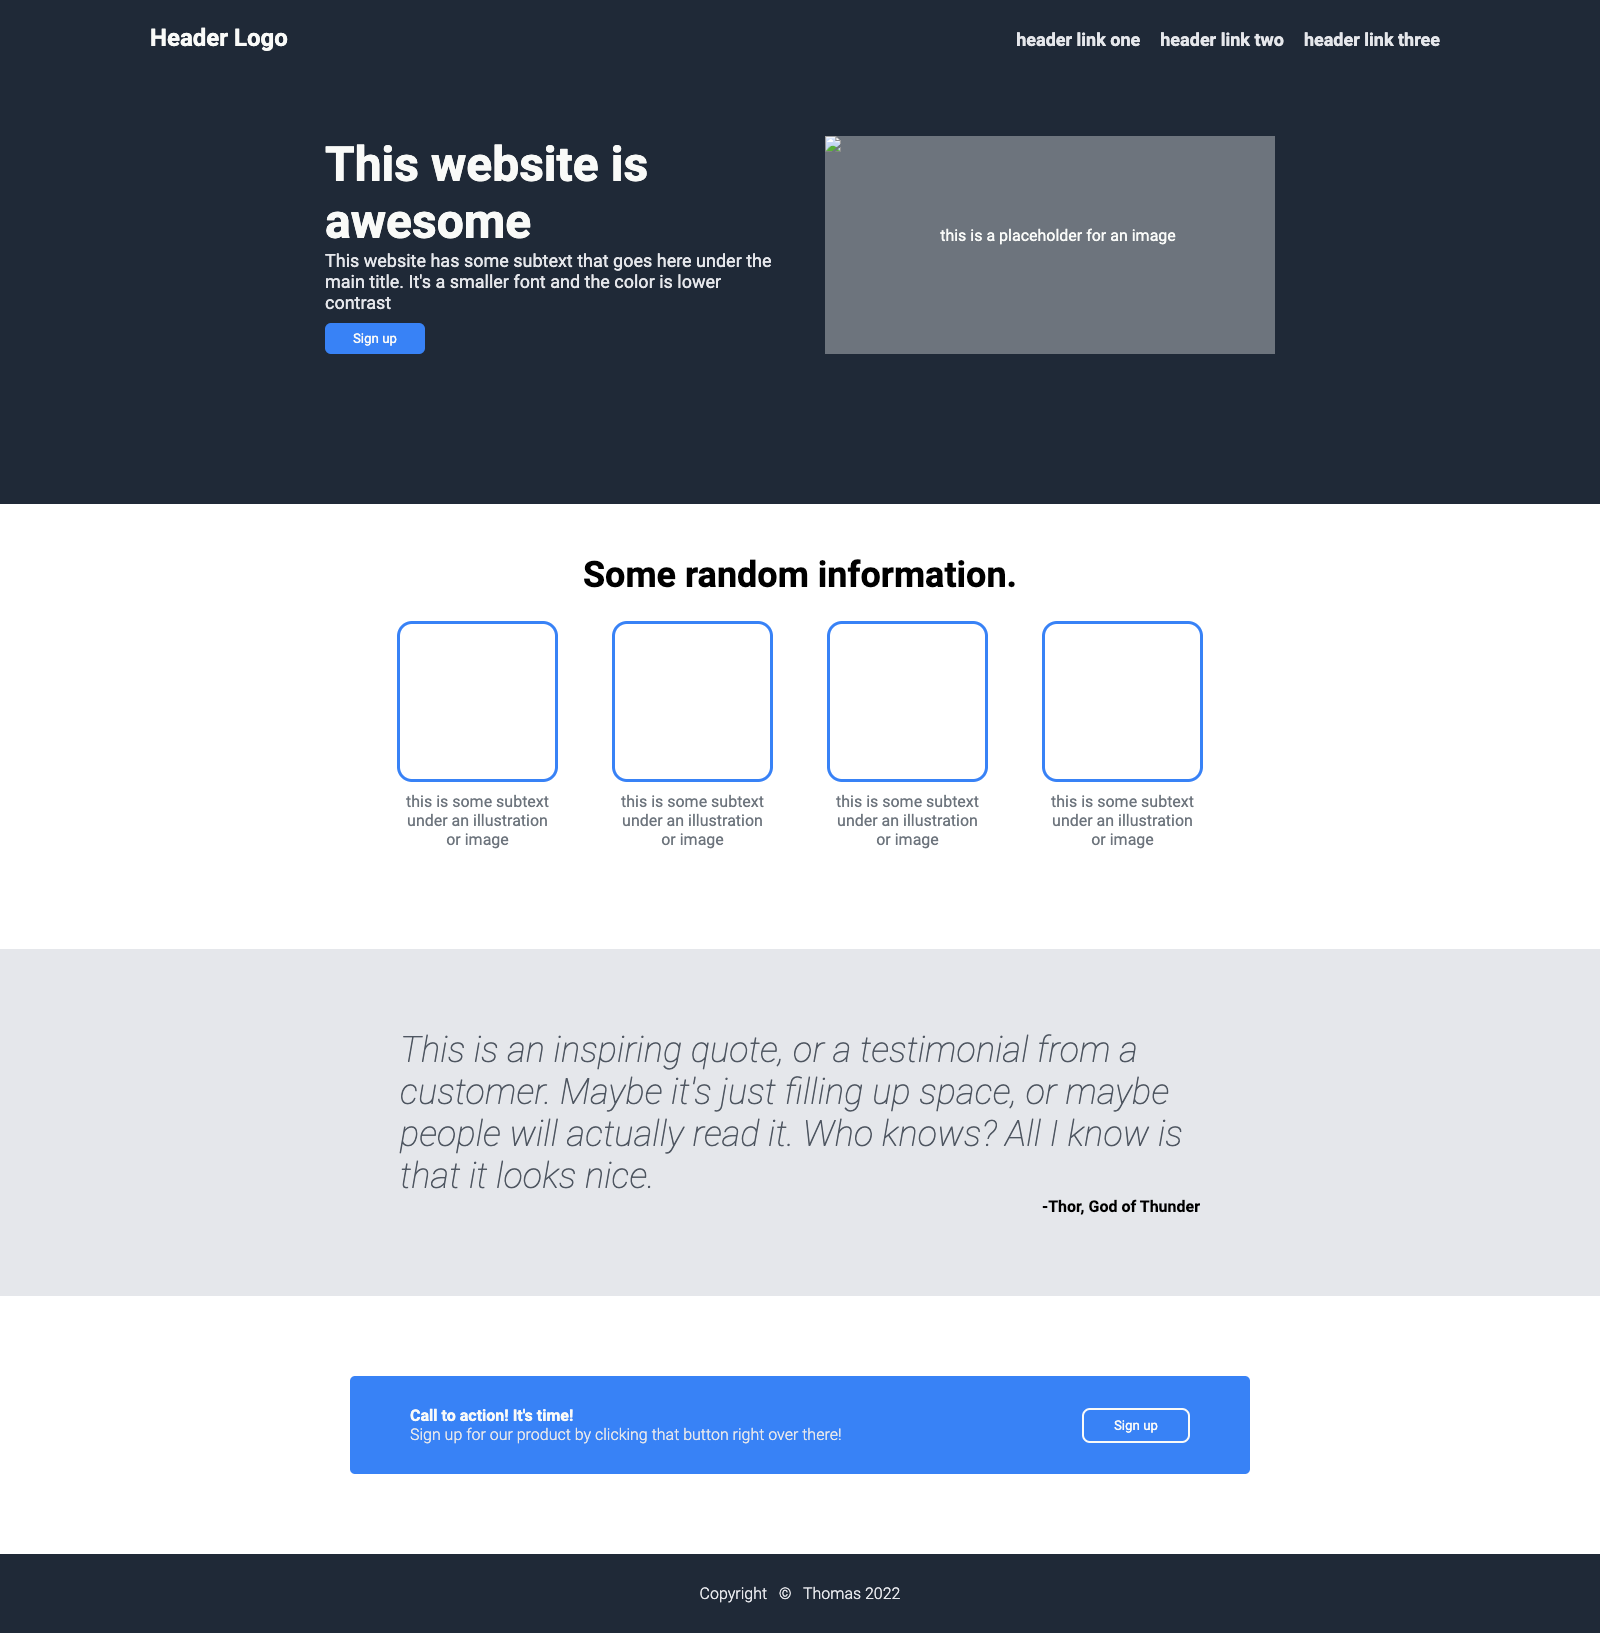 Header Logo
header link one
header link two
header link three
This website is
awesome
This website has some subtext that goes here under the
main title. It's a smaller font and the color is lower
contrast
Sign up
this is a placeholder for an image
Some random information.
this is some subtext
under an illustration
or image
this is some subtext
under an illustration
or image
this is some subtext
under an illustration
or image
this is some subtext
under an illustration
or image
This is an inspiring quote, or a testimonial from a
customer. Maybe it's just filling up space, or maybe
people will actually read it. Who knows? All I know is
that it looks nice.
-Thor, God of Thunder
Call to action! It's time!
Sign up for our product by clicking that button right over there!
Sign up
Copyright © Thomas 2022